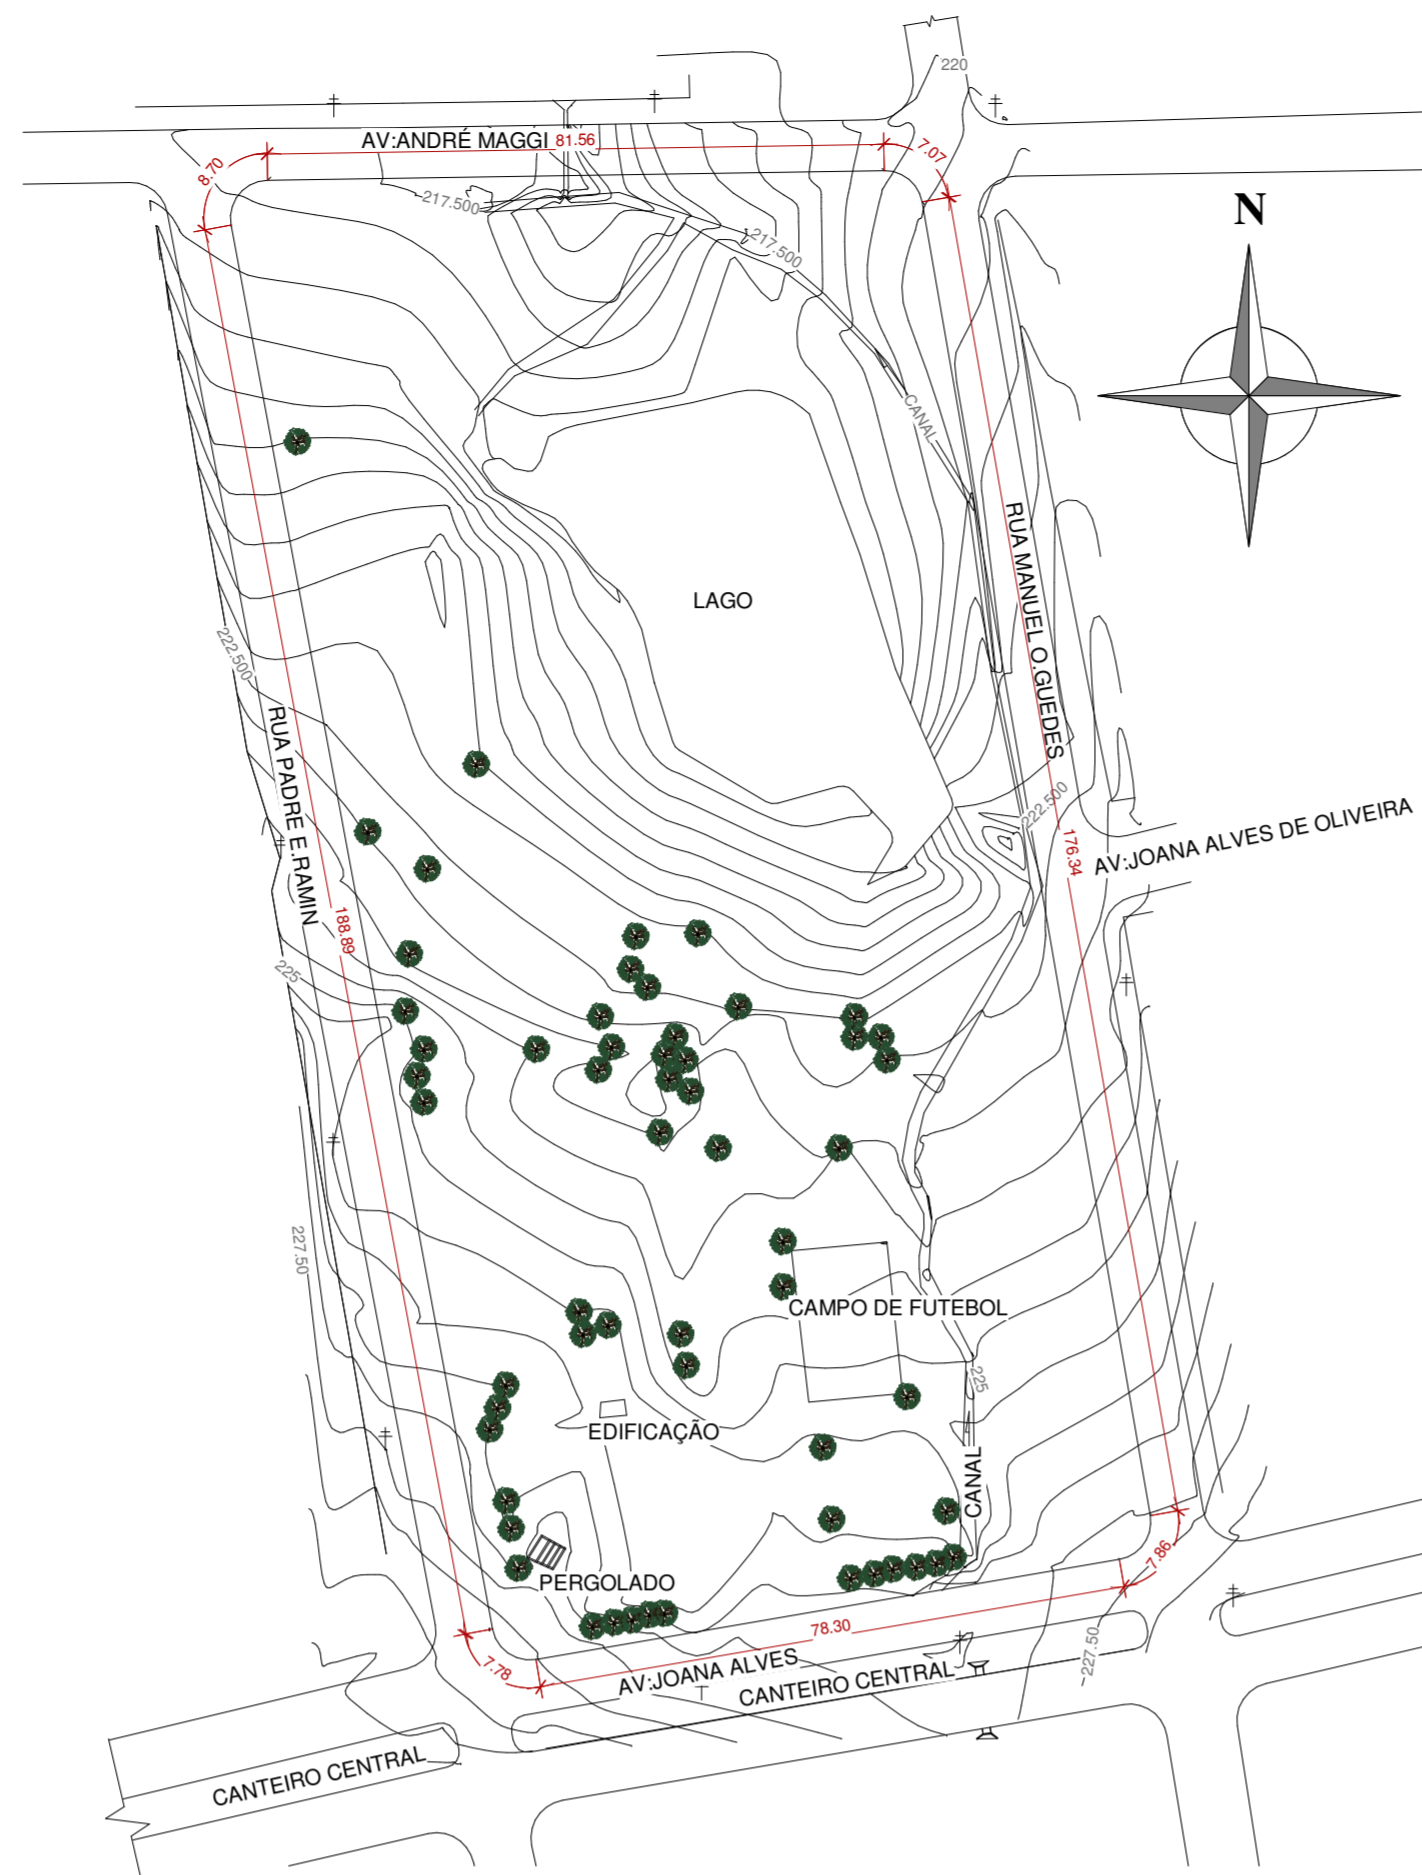 220
AV:ANDRÉ MAGGI
81.56
7.07
8.70
217.500
217.500
N
CANAL
RUA MANUEL O.GUEDES
LAGO
222.500
RUA PADRE E.RAMIN
222.500
176.34
AV:JOANA ALVES DE OLIVEIRA
188.89
225
227.50
CAMPO DE FUTEBOL
225
EDIFICAÇÃO
CANAL
7.86
PERGOLADO
78.30
227.50
7.78
AV:JOANA ALVES
CANTEIRO CENTRAL
CANTEIRO CENTRAL